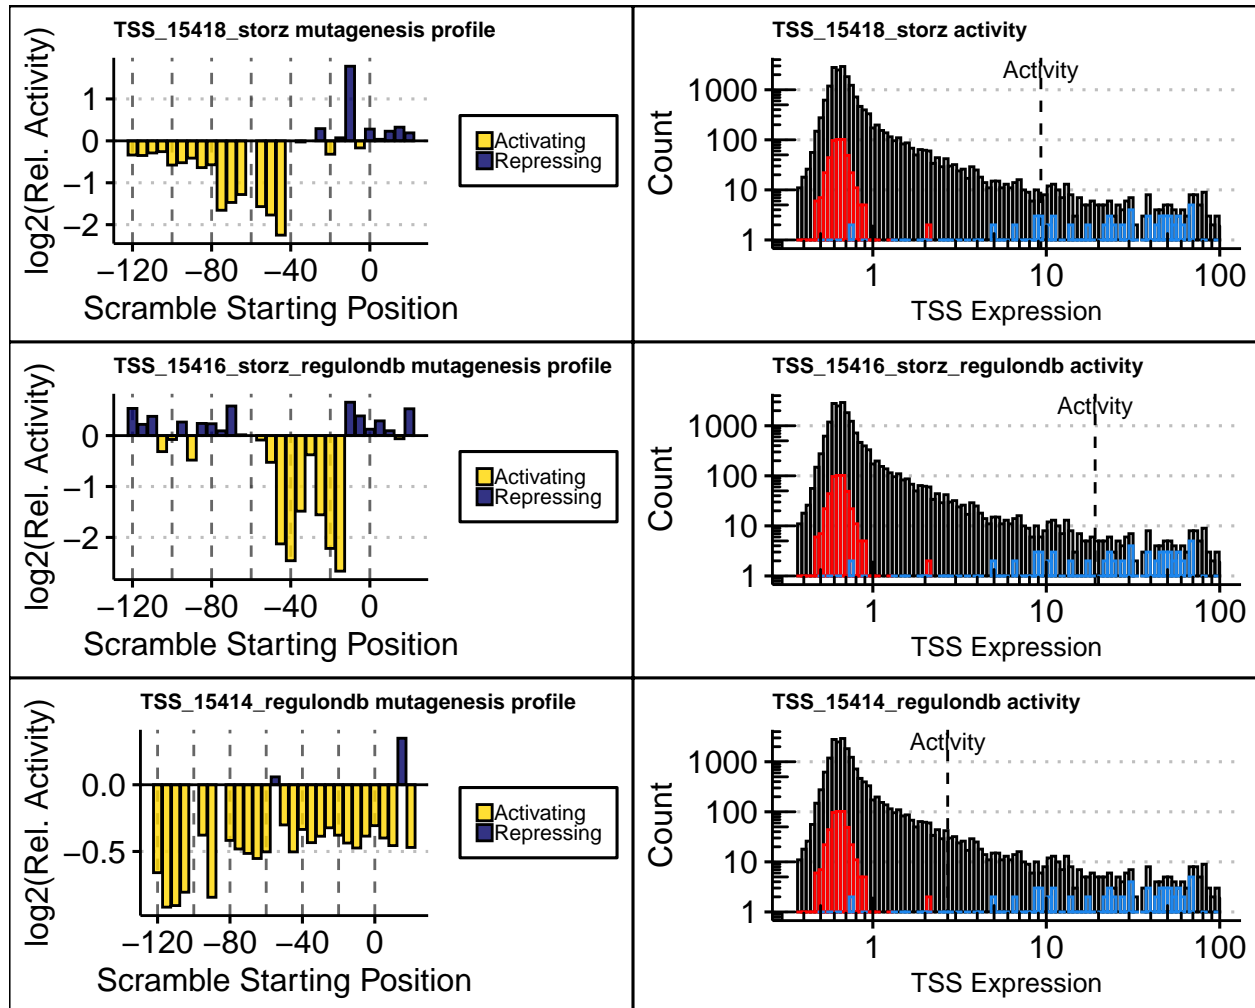 TSS_15418_storz mutagenesis profile
log2(Rel. Activity)
1
0
−1
−2
−120 −80 −40 0
Scramble Starting Position
Activating
Repressing
TSS_15418_storz activity
Activity
Count
1000
100
10
1
1 10 100
TSS Expression
TSS_15416_storz_regulondb mutagenesis profile
log2(Rel. Activity)
0
−1
−2
−120 −80 −40 0
Scramble Starting Position
Activating
Repressing
TSS_15416_storz_regulondb activity
Activity
Count
1000
100
10
1
1 10 100
TSS Expression
TSS_15414_regulondb mutagenesis profile
log2(Rel. Activity)
0.0
−0.5
−120 −80 −40 0
Scramble Starting Position
Activating
Repressing
TSS_15414_regulondb activity
Activity
Count
1000
100
10
1
1 10 100
TSS Expression